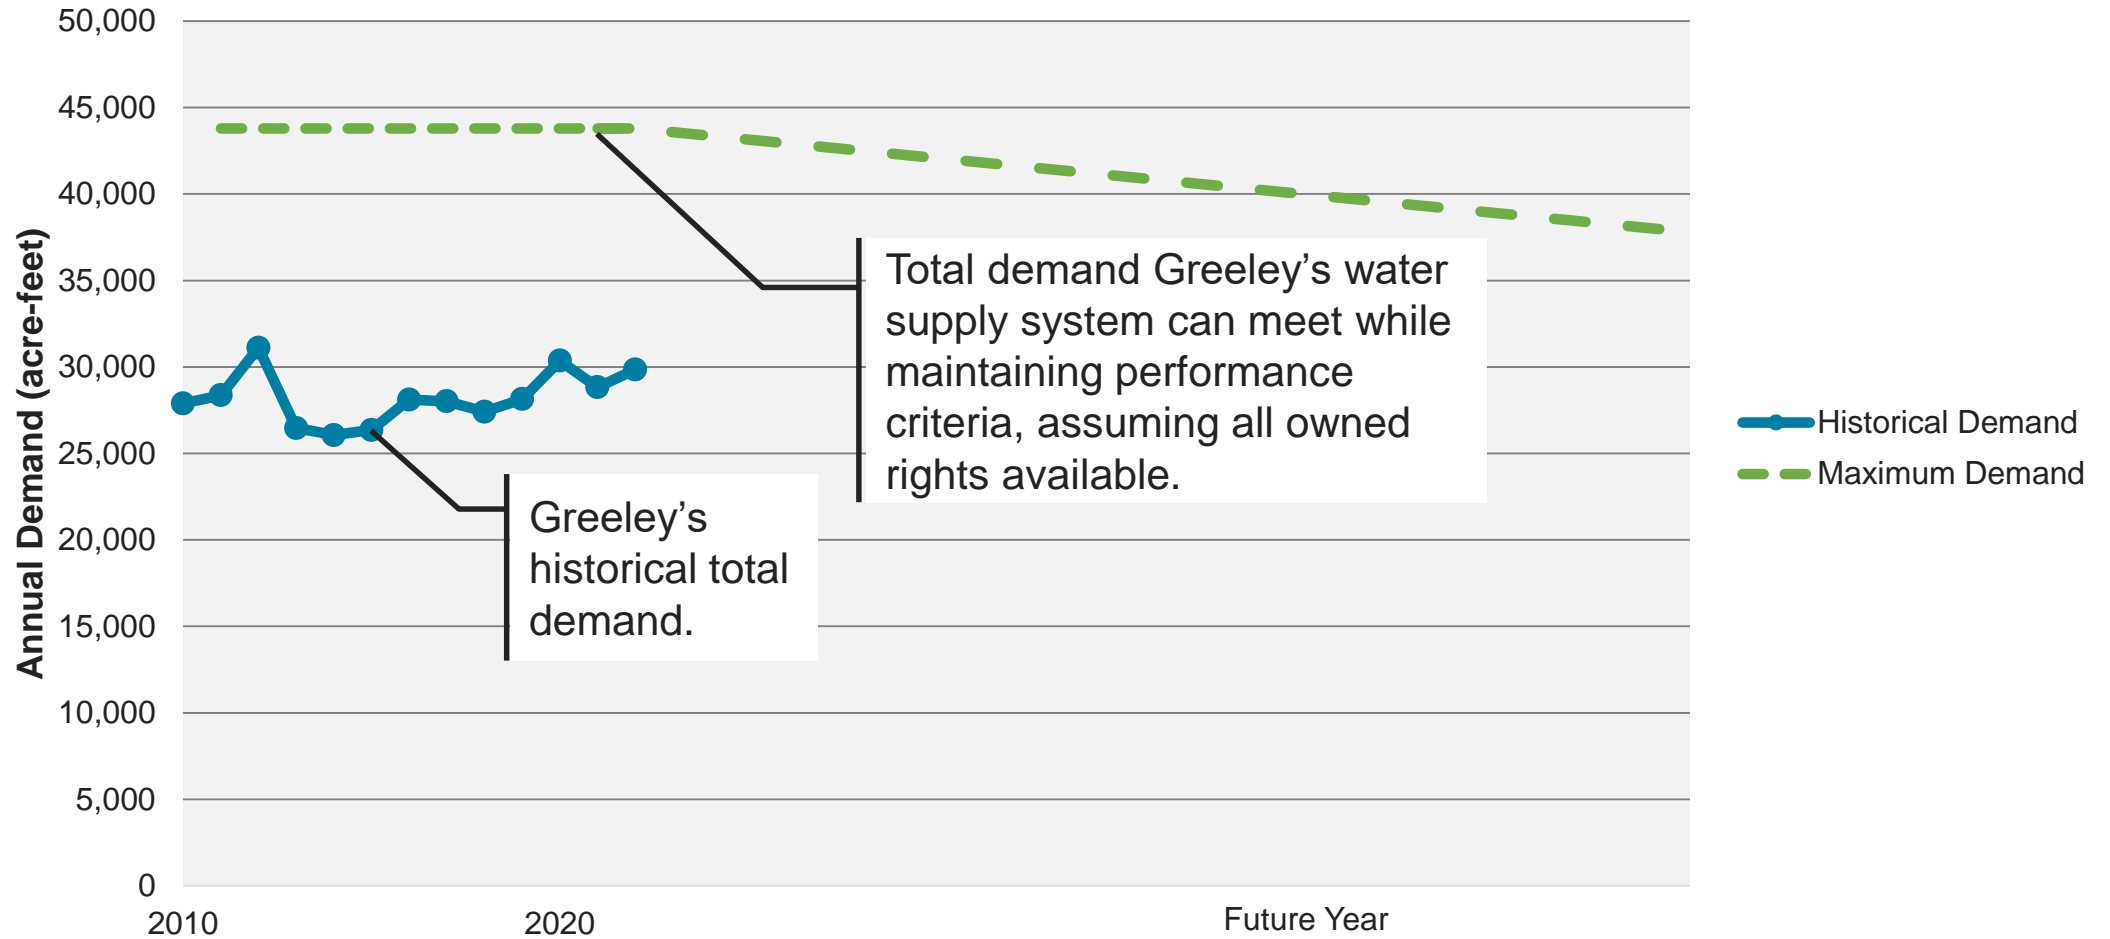 50,000
45,000
40,000
35,000
30,000
25,000
20,000
15,000
10,000
5,000
0
Annual Demand (acre-feet)
2010
2020
Future Year
Total demand Greeley’s water
supply system can meet while
maintaining performance
criteria, assuming all owned
rights available.
Greeley’s
historical total
demand.
Historical Demand
Maximum Demand